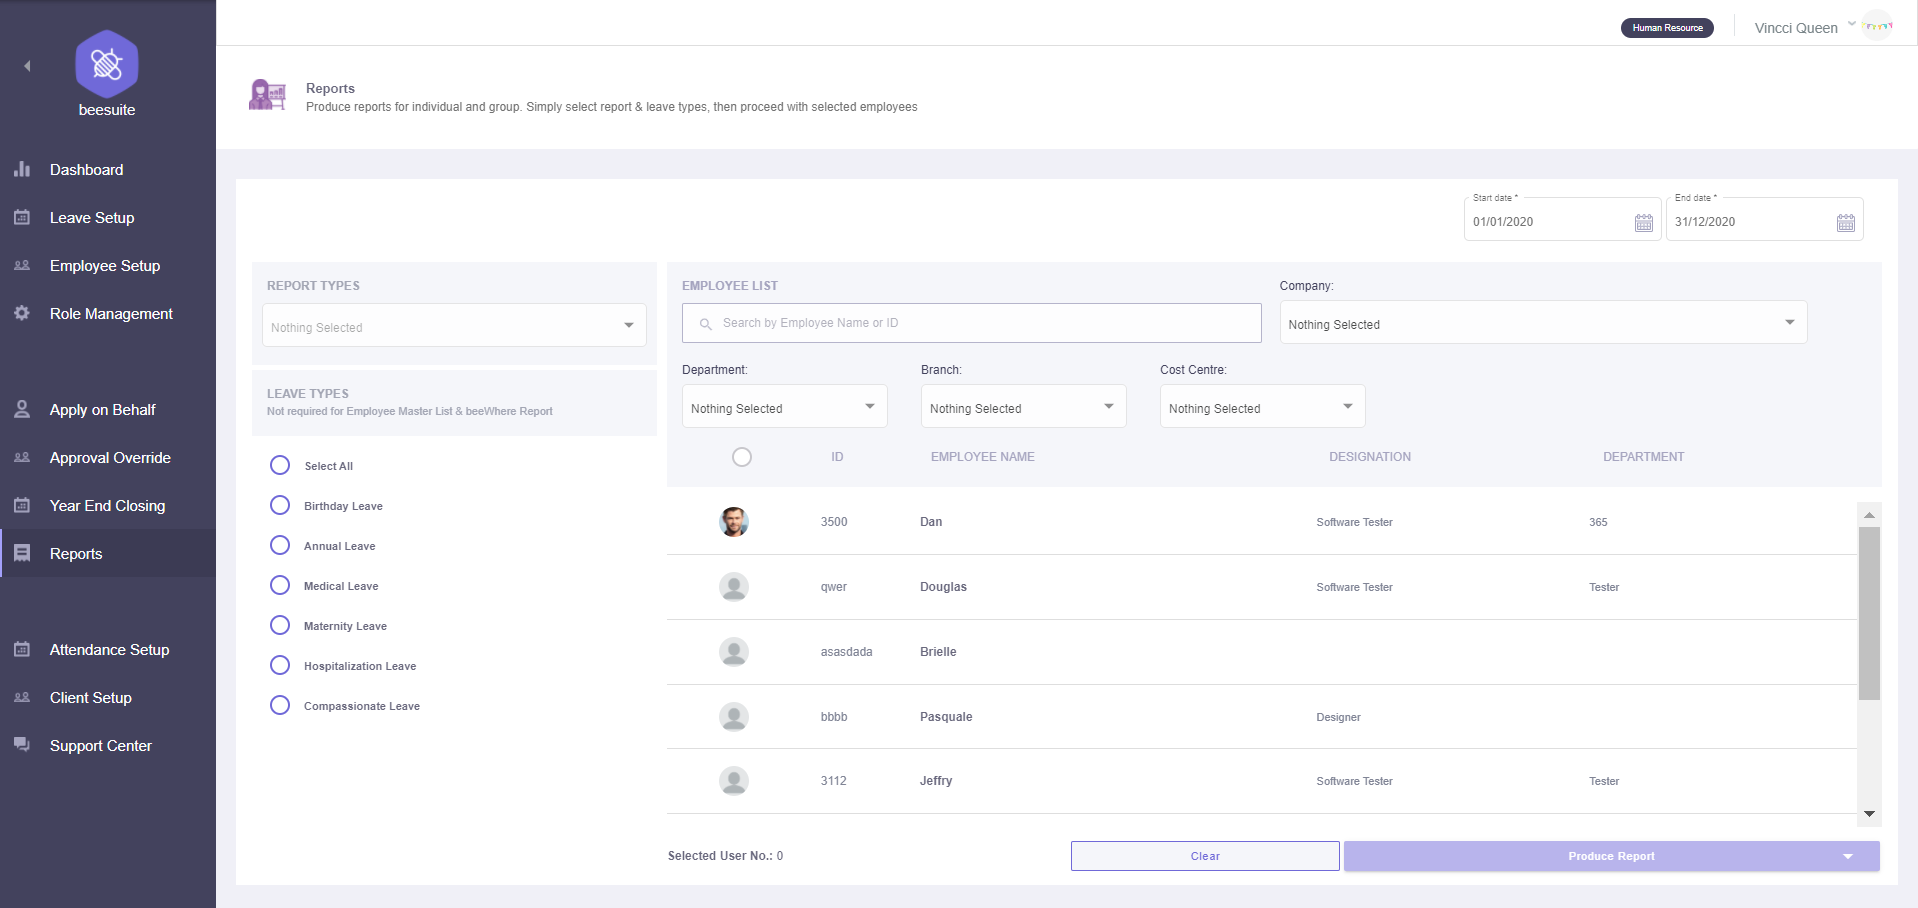 beesuite
Dashboard
Leave Setup
Employee Setup
Role Management
Apply on Behalf
Approval Override
Year End Closing
Reports
Attendance Setup
Client Setup
Support Center
Human Resource
Vincci Queen
Reports
Produce reports for individual and group. Simply select report & leave types, then proceed with selected employees
Start date *
01/01/2020
End date *
31/12/2020
REPORT TYPES
Nothing Selected
LEAVE TYPES
Not required for Employee Master List & beeWhere Report
Select All
Birthday Leave
Annual Leave
Medical Leave
Maternity Leave
Hospitalization Leave
Compassionate Leave
EMPLOYEE LIST
Search by Employee Name or ID
Company:
Nothing Selected
Department:
Nothing Selected
Branch:
Nothing Selected
Cost Centre:
Nothing Selected
ID EMPLOYEE NAME DESIGNATION DEPARTMENT
3500 Dan Software Tester 365
qwer Douglas Software Tester Tester
asasdada Brielle
bbbb Pasquale Designer
3112 Jeffry Software Tester Tester
Selected User No.: 0
Clear
Produce Report